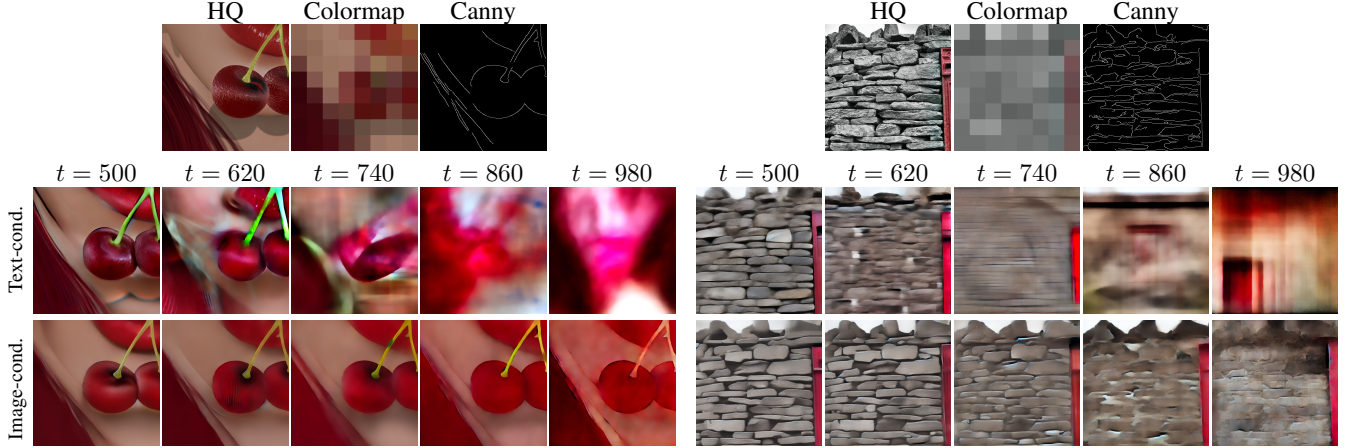 HQ Colormap Canny HQ Colormap Canny
t = 500 t = 620 t = 740 t = 860 t = 980 t = 500 t = 620 t = 740 t = 860 t = 980
Text-cond.
Image-cond.